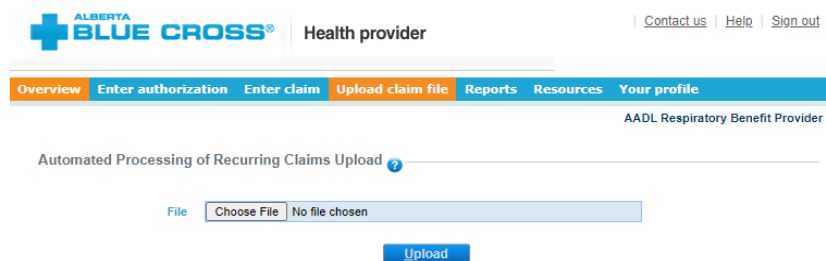 ALBERTA
BLUE CROSS®
Health provider
Contact us | Help | Sign out
Overview Enter authorization Enter claim Upload claim file Reports Resources Your profile
AADL Respiratory Benefit Provider
Automated Processing of Recurring Claims Upload ?
File Choose File No file chosen
Upload